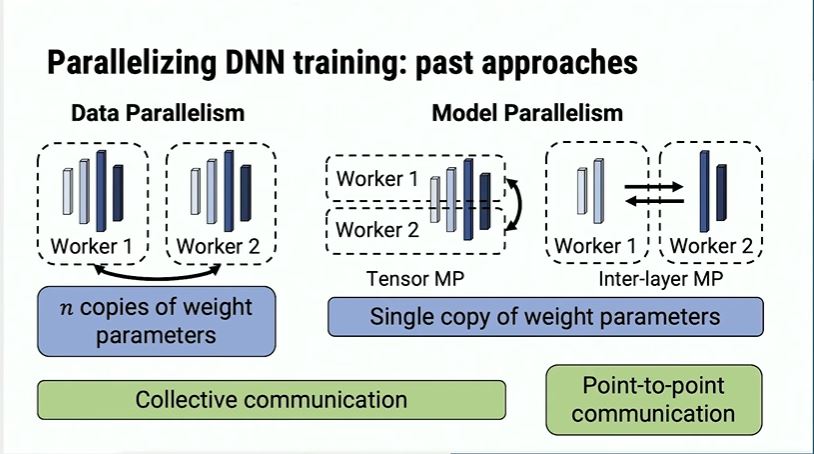 Parallelizing DNN training: past approaches
Data Parallelism
Model Parallelism
Worker 1
Worker 2
Worker 1
Worker 2
Worker 1
Worker 2
Tensor MP
Inter-layer MP
n copies of weight
parameters
Single copy of weight parameters
Collective communication
Point-to-point
communication